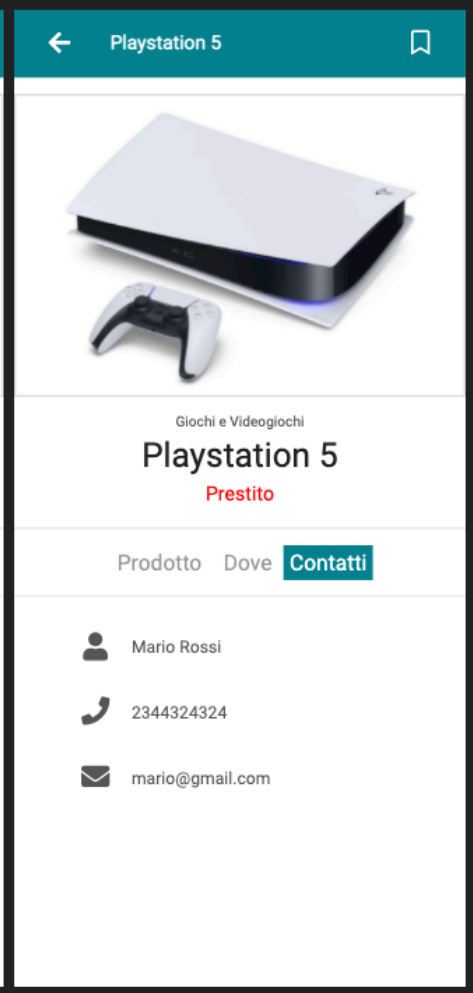 Playstation 5
Giochi e Videogiochi
Playstation 5
Prestito
Prodotto Dove Contatti
Mario Rossi
2344324324
mario@gmail.com